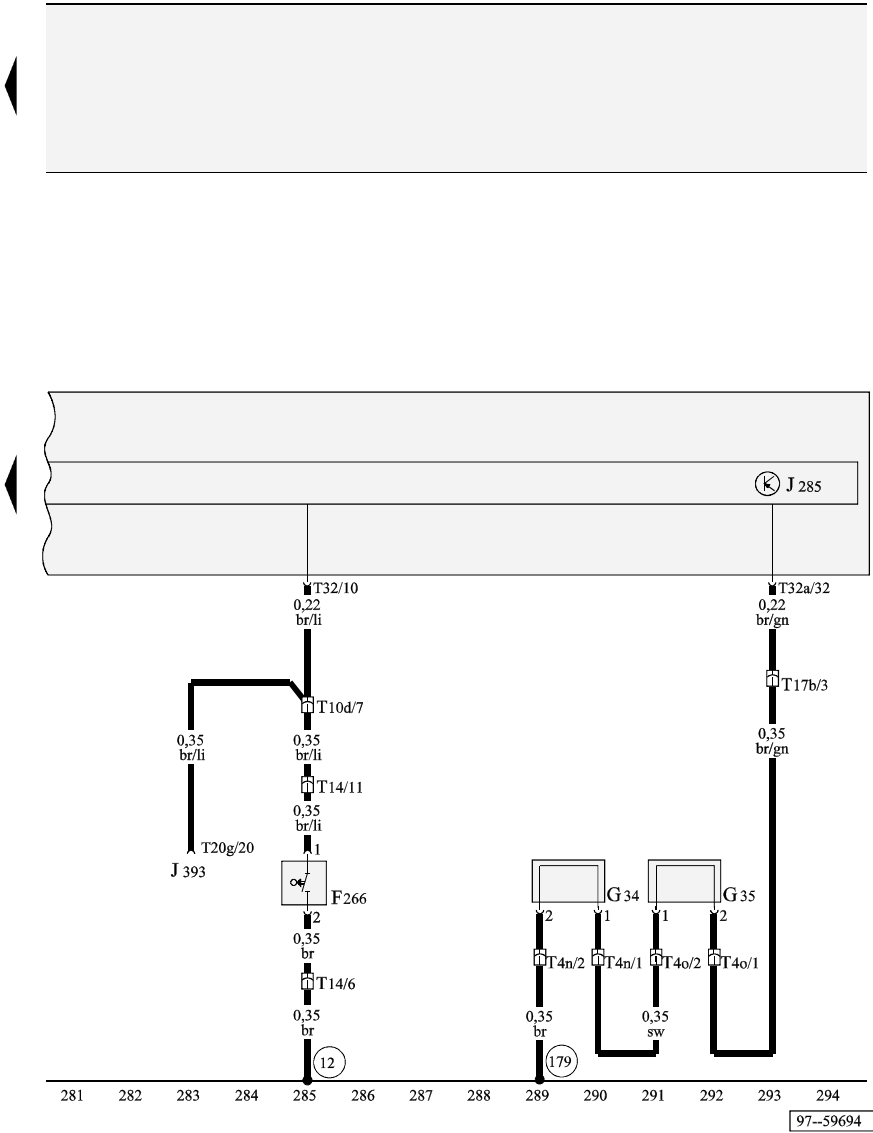 J 285
T32/10
T32a/32
0,22
br/li
0,22
br/gn
T17b/3
T10d/7
0,35
br/li
0,35
br/li
0,35
br/gn
T14/11
0,35
br/li
T20g/20
1
J 393
F266
G34
G35
2
2
1
1
2
0,35
br
T4n/2
T4n/1
T4o/2
T4o/1
T14/6
0,35
br
0,35
br
0,35
sw
12
179
281 282 283 284 285 286 287 288 289 290 291 292 293 294
97--59694